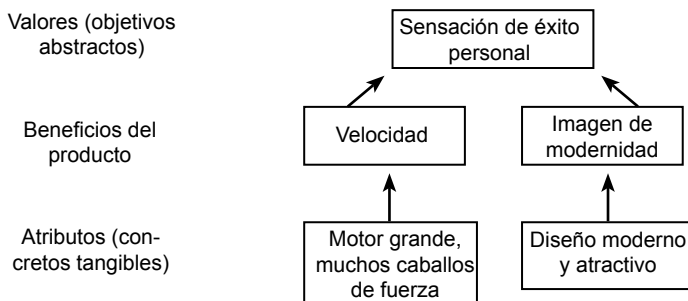 Valores (objetivos
abstractos)
Sensación de éxito
personal
Beneficios del
producto
Velocidad
Imagen de
modernidad
Atributos (con-
cretos tangibles)
Motor grande,
muchos caballos
de fuerza
Diseño moderno
y atractivo